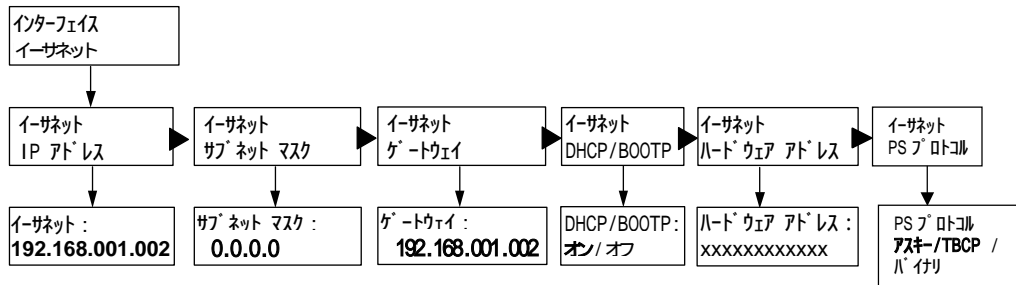 ｲﾝﾀｰﾌｪｲｽ
ｲｰｻﾈｯﾄ
ｲｰｻﾈｯﾄ
IP ｱﾄﾞﾚｽ
ｲｰｻﾈｯﾄ
ｻﾌﾞﾈｯﾄ ﾏｽｸ
ｲｰｻﾈｯﾄ
ｹﾞｰﾄｳｪｲ
ｲｰｻﾈｯﾄ
DHCP/BOOTP
ｲｰｻﾈｯﾄ
ﾊｰﾄﾞｳｪｱ ｱﾄﾞﾚｽ
ｲｰｻﾈｯﾄ
PS ﾌﾟﾛﾄｺﾙ
ｲｰｻﾈｯﾄ :
192.168.001.002
ｻﾌﾞﾈｯﾄ ﾏｽｸ :
0.0.0.0
ｹﾞｰﾄｳｪｲ :
192.168.001.002
DHCP/BOOTP:
ｵﾝ/ｵﾌ
ﾊｰﾄﾞｳｪｱ ｱﾄﾞﾚｽ :
xxxxxxxxxxxx
PS ﾌﾟﾛﾄｺﾙ
ｱｽｷｰ/TBCP /
ﾊﾞｲﾅﾘ